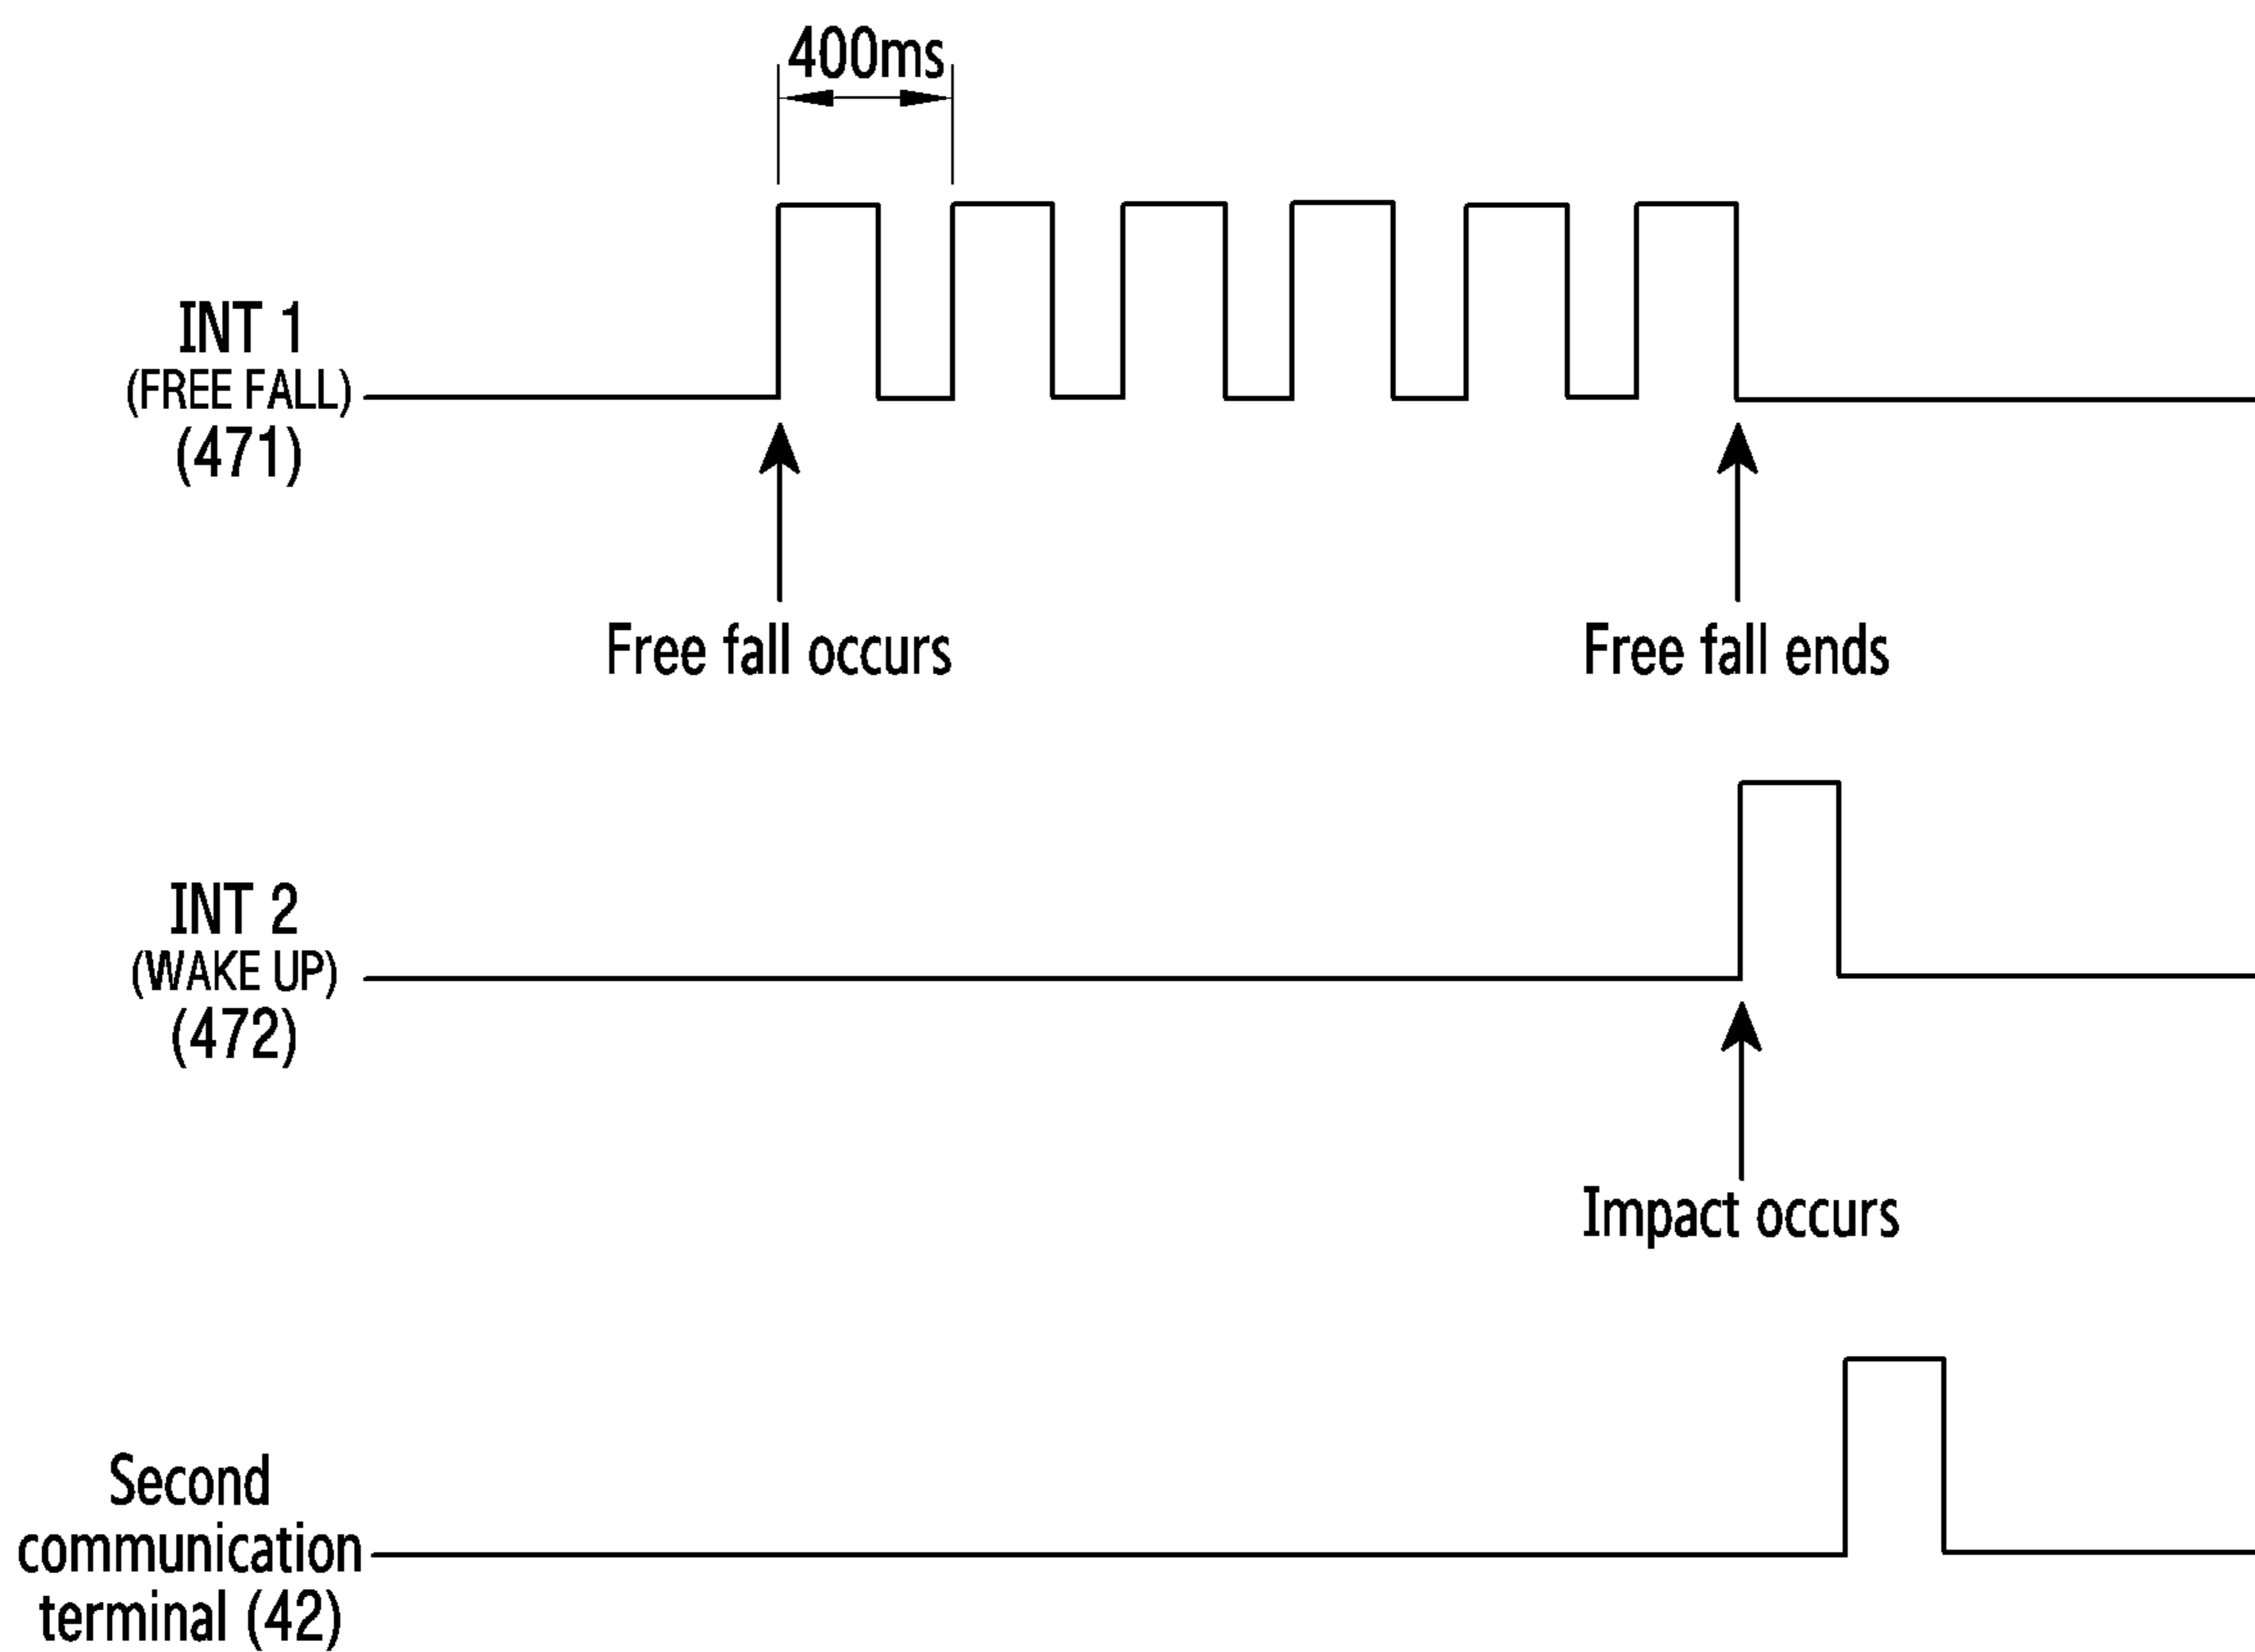 400ms
INT 1
(FREE FALL)
(471)
Free fall occurs
Free fall ends
INT 2
(WAKE UP)
(472)
Impact occurs
Second
communication
terminal (42)